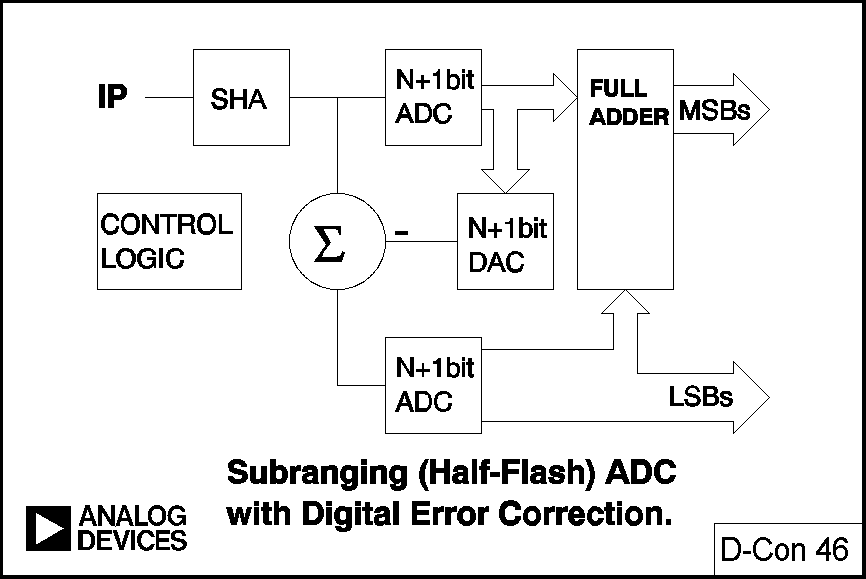 IP
SHA
N+1bit
ADC
FULL
ADDER
MSBs
CONTROL
LOGIC
Σ
-
N+1bit
DAC
N+1bit
ADC
LSBs
Subranging (Half-Flash) ADC
with Digital Error Correction.
ANALOG
DEVICES
D-Con 46